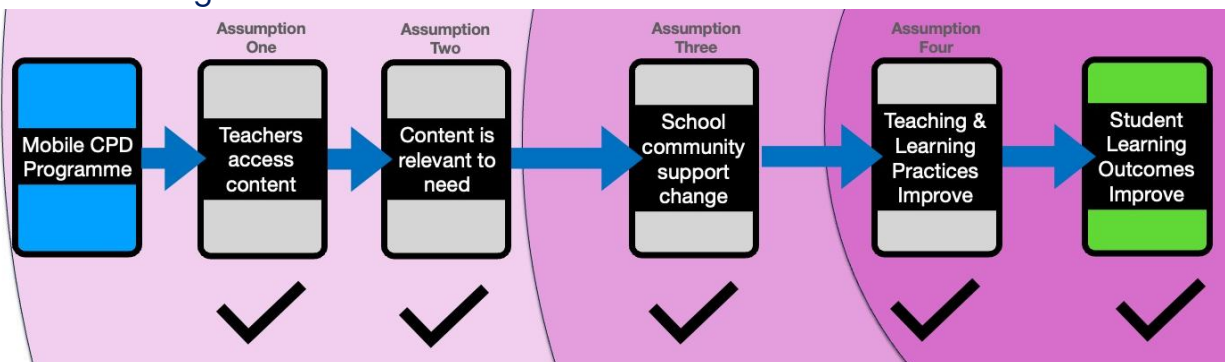 Assumption
One
Assumption
Two
Assumption
Three
Assumption
Four
Mobile CPD
Programme
Teachers
access
content
Content is
relevant to
need
School
community
support
change
Teaching &
Learning
Practices
Improve
Student
Learning
Outcomes
Improve